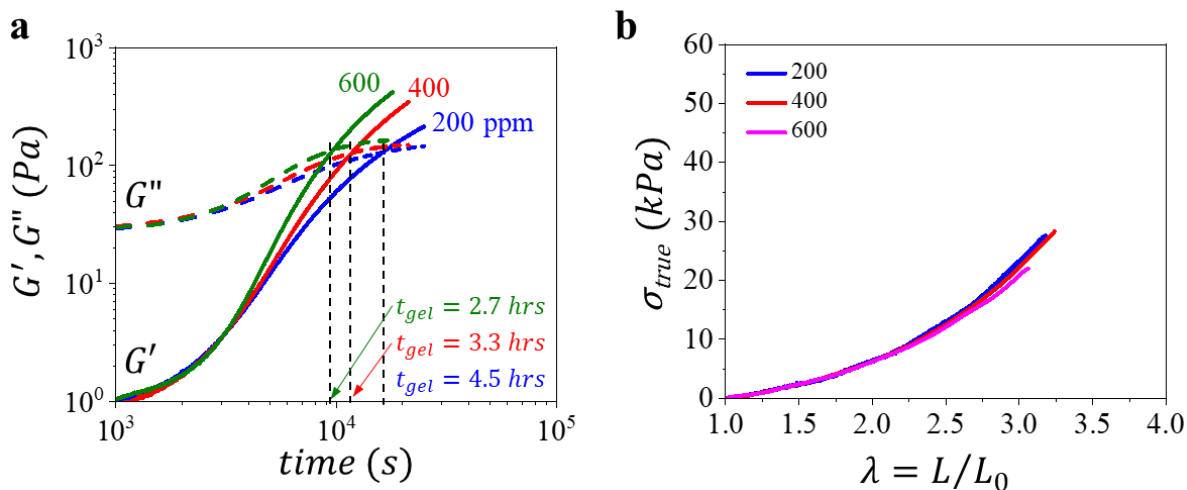 a
10³
10²
10¹
10⁰
10³
10⁴
10⁵
G', G" (Pa)
time (s)
600
400
200 ppm
G"
G'
t_gel = 2.7 hrs
t_gel = 3.3 hrs
t_gel = 4.5 hrs
b
60
50
40
30
20
10
0
1.0
1.5
2.0
2.5
3.0
3.5
4.0
σ_true (kPa)
λ = L/L₀
200
400
600